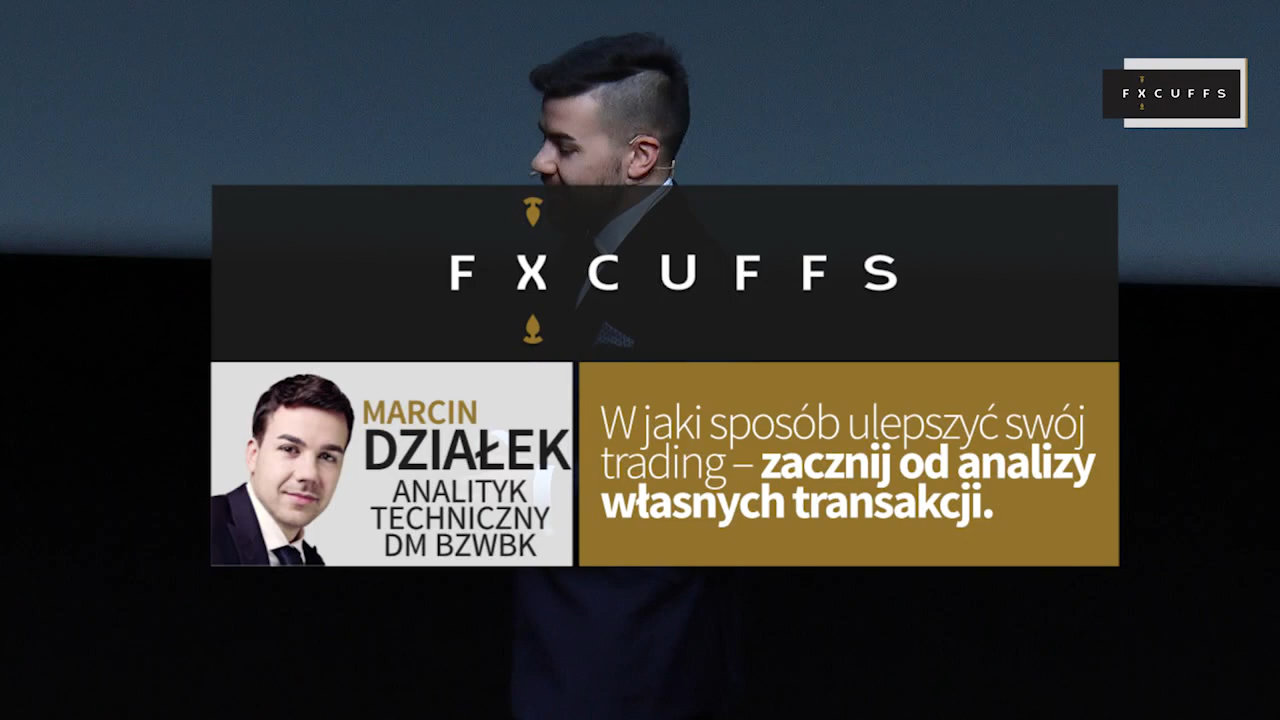 FXCUFFS
FXCUFFS
MARCIN
DZIAŁEK
ANALITYK
TECHNICZNY
DM BZWBK
W jaki sposób ulepszyć swój
trading – zacznij od analizy
własnych transakcji.